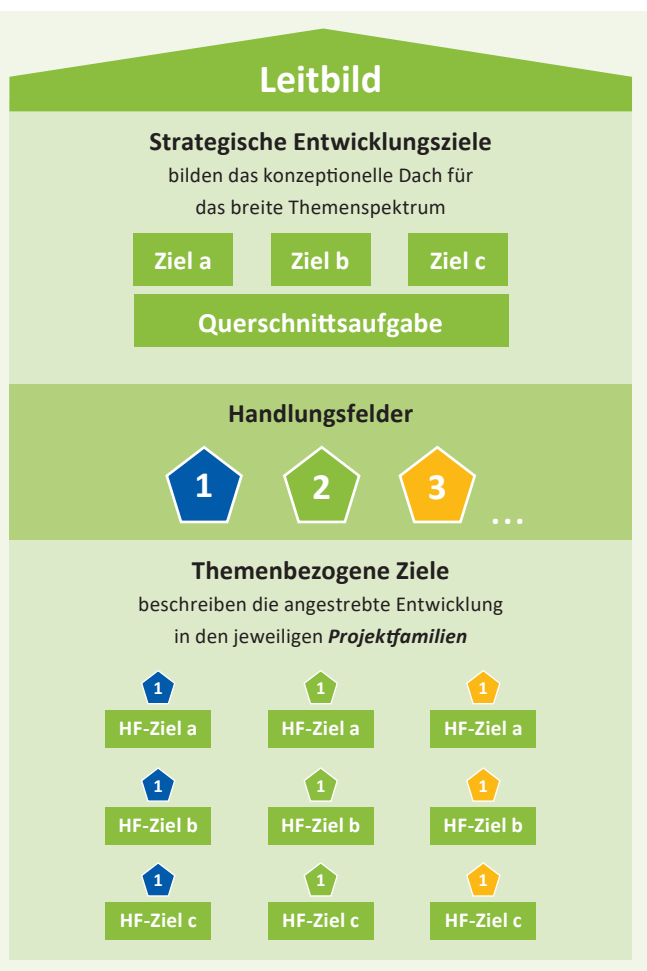 Leitbild
Strategische Entwicklungsziele
bilden das konzeptionelle Dach für
das breite Themenspektrum
Ziel a Ziel b Ziel c
Querschnittsaufgabe
Handlungsfelder
1 2 3 ...
Themenbezogene Ziele
beschreiben die angestrebte Entwicklung
in den jeweiligen Projektfamilien
1 1 1
HF-Ziel a HF-Ziel a HF-Ziel a
1 1 1
HF-Ziel b HF-Ziel b HF-Ziel b
1 1 1
HF-Ziel c HF-Ziel c HF-Ziel c